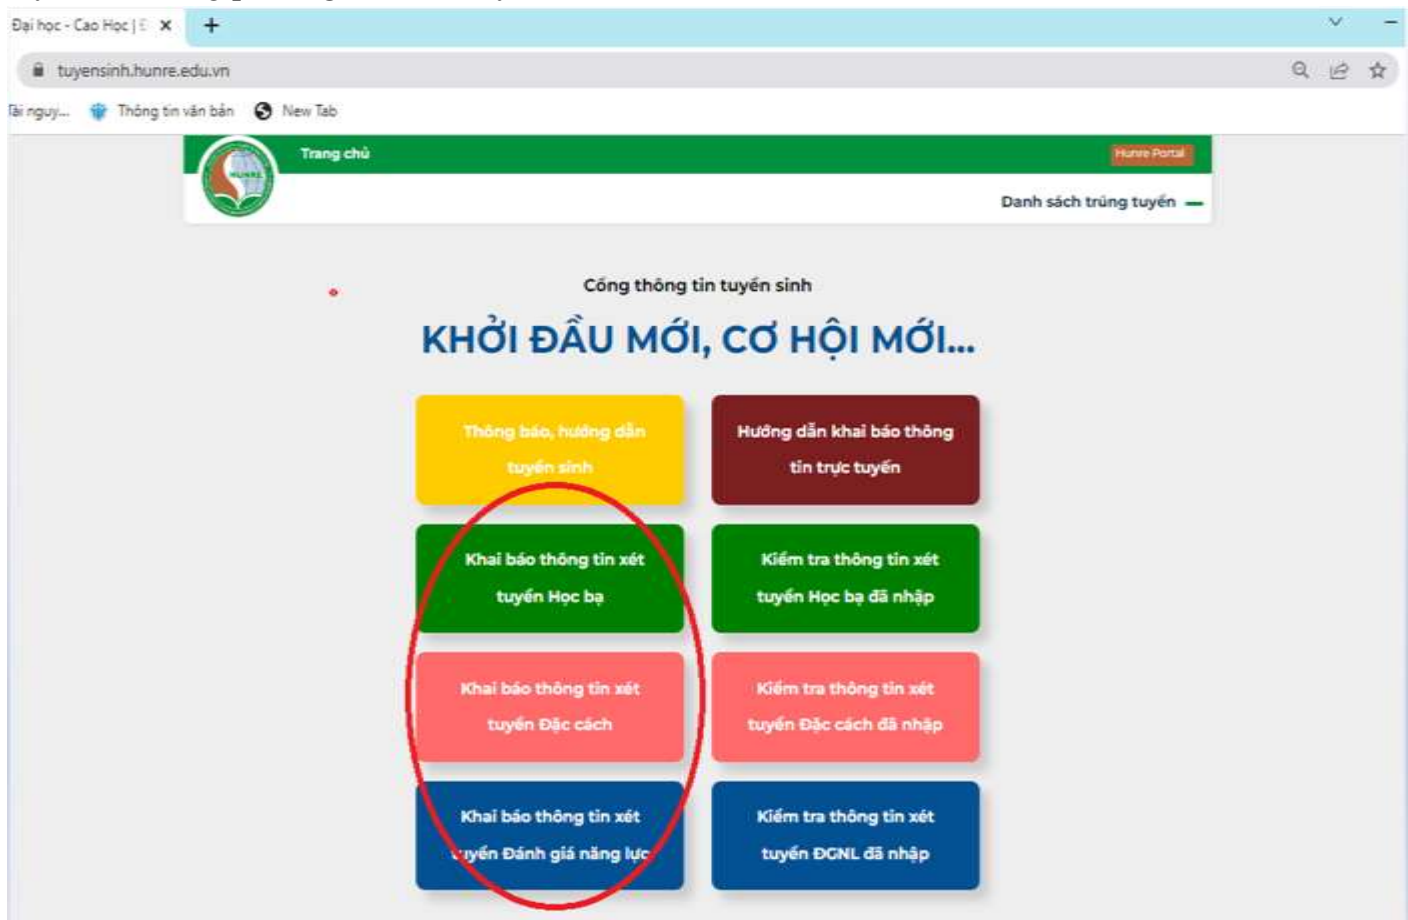 Đại học - Cao Học | Đ
tuyensinh.hunre.edu.vn
Tài nguy... Thông tin văn bản New Tab
HUNRE
Trang chủ
Hunre Portal
Danh sách trúng tuyển
Cổng thông tin tuyển sinh
KHỞI ĐẦU MỚI, CƠ HỘI MỚI...
Thông báo, hướng dẫn
tuyển sinh
Hướng dẫn khai báo thông
tin trực tuyến
Khai báo thông tin xét
tuyển Học bạ
Kiểm tra thông tin xét
tuyển Học bạ đã nhập
Khai báo thông tin xét
tuyển Đặc cách
Kiểm tra thông tin xét
tuyển Đặc cách đã nhập
Khai báo thông tin xét
tuyển Đánh giá năng lực
Kiểm tra thông tin xét
tuyển ĐGNL đã nhập